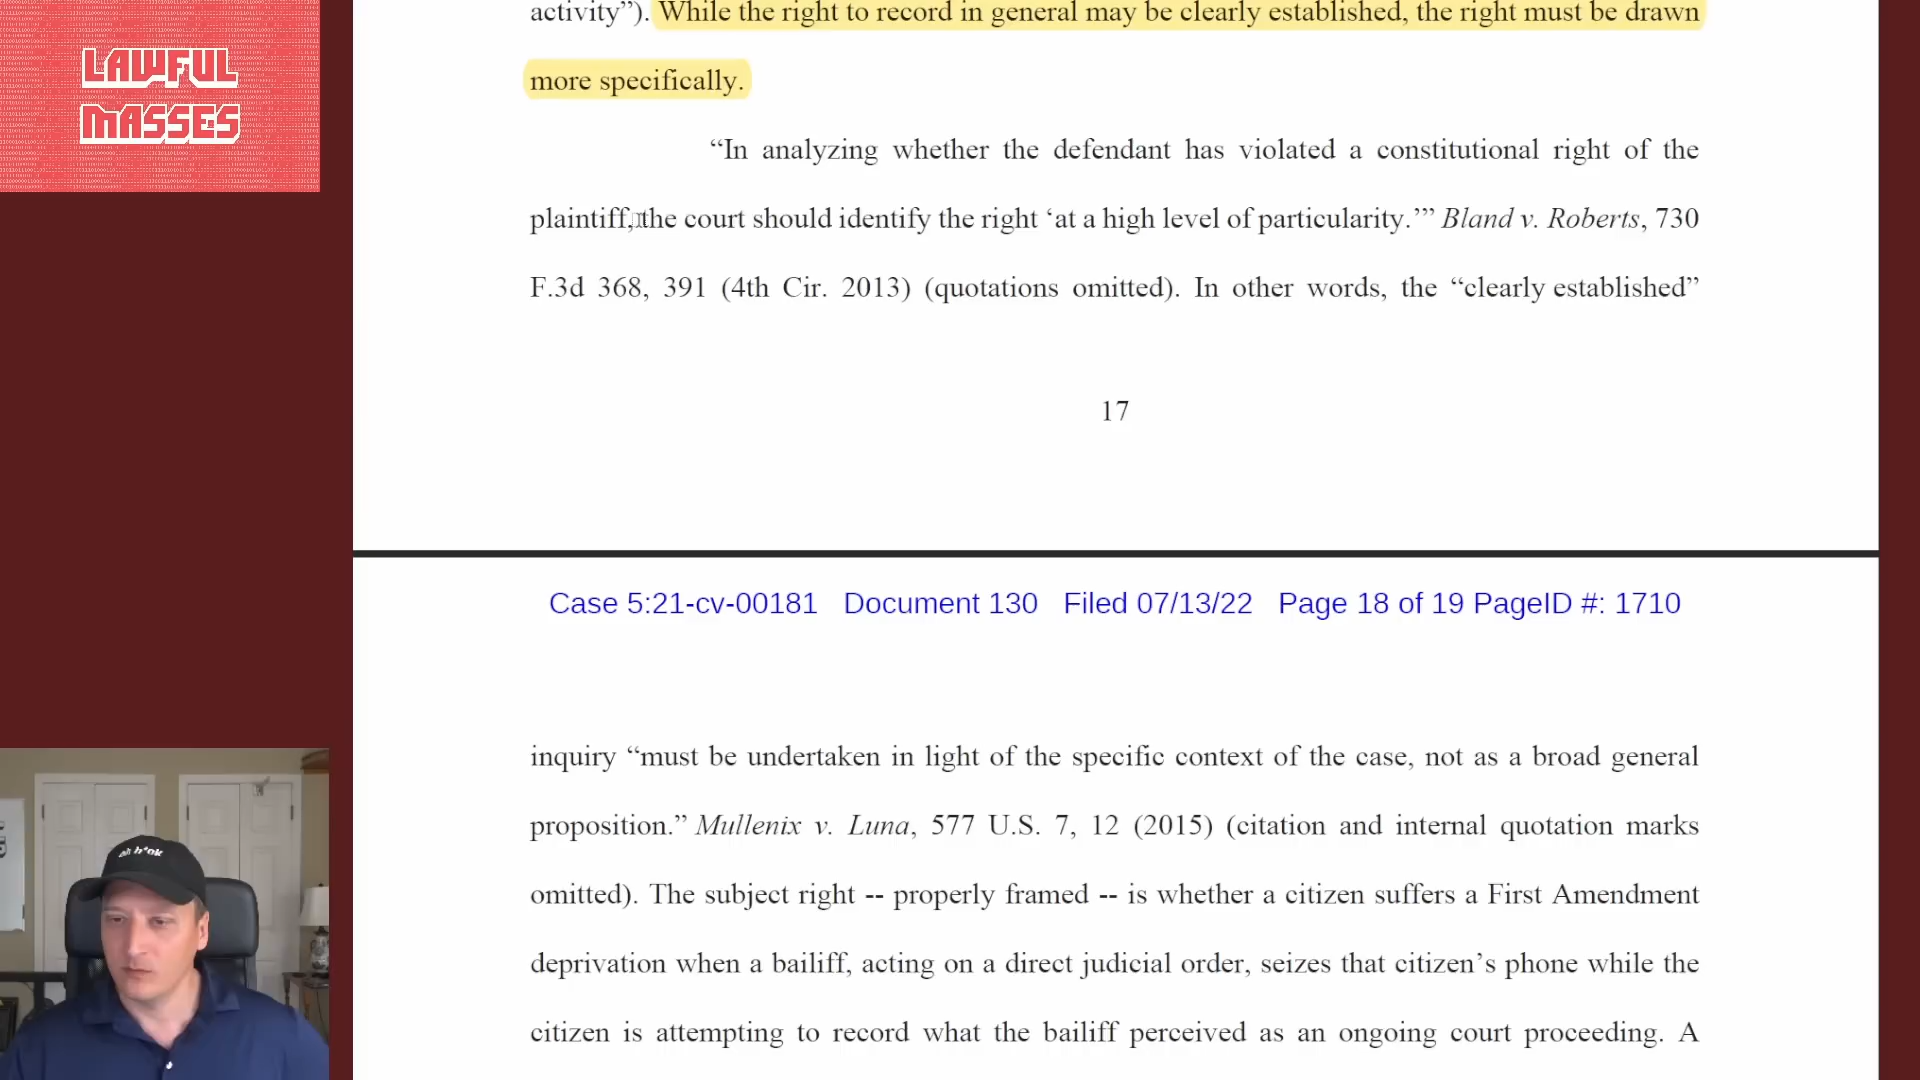 LAWFUL
MASSES
activity”). While the right to record in general may be clearly established, the right must be drawn
more specifically.
“In analyzing whether the defendant has violated a constitutional right of the
plaintiff, the court should identify the right ‘at a high level of particularity.’” Bland v. Roberts, 730
F.3d 368, 391 (4th Cir. 2013) (quotations omitted). In other words, the “clearly established”
17
Case 5:21-cv-00181 Document 130 Filed 07/13/22 Page 18 of 19 PageID #: 1710
inquiry “must be undertaken in light of the specific context of the case, not as a broad general
proposition.” Mullenix v. Luna, 577 U.S. 7, 12 (2015) (citation and internal quotation marks
omitted). The subject right -- properly framed -- is whether a citizen suffers a First Amendment
deprivation when a bailiff, acting on a direct judicial order, seizes that citizen’s phone while the
citizen is attempting to record what the bailiff perceived as an ongoing court proceeding. A